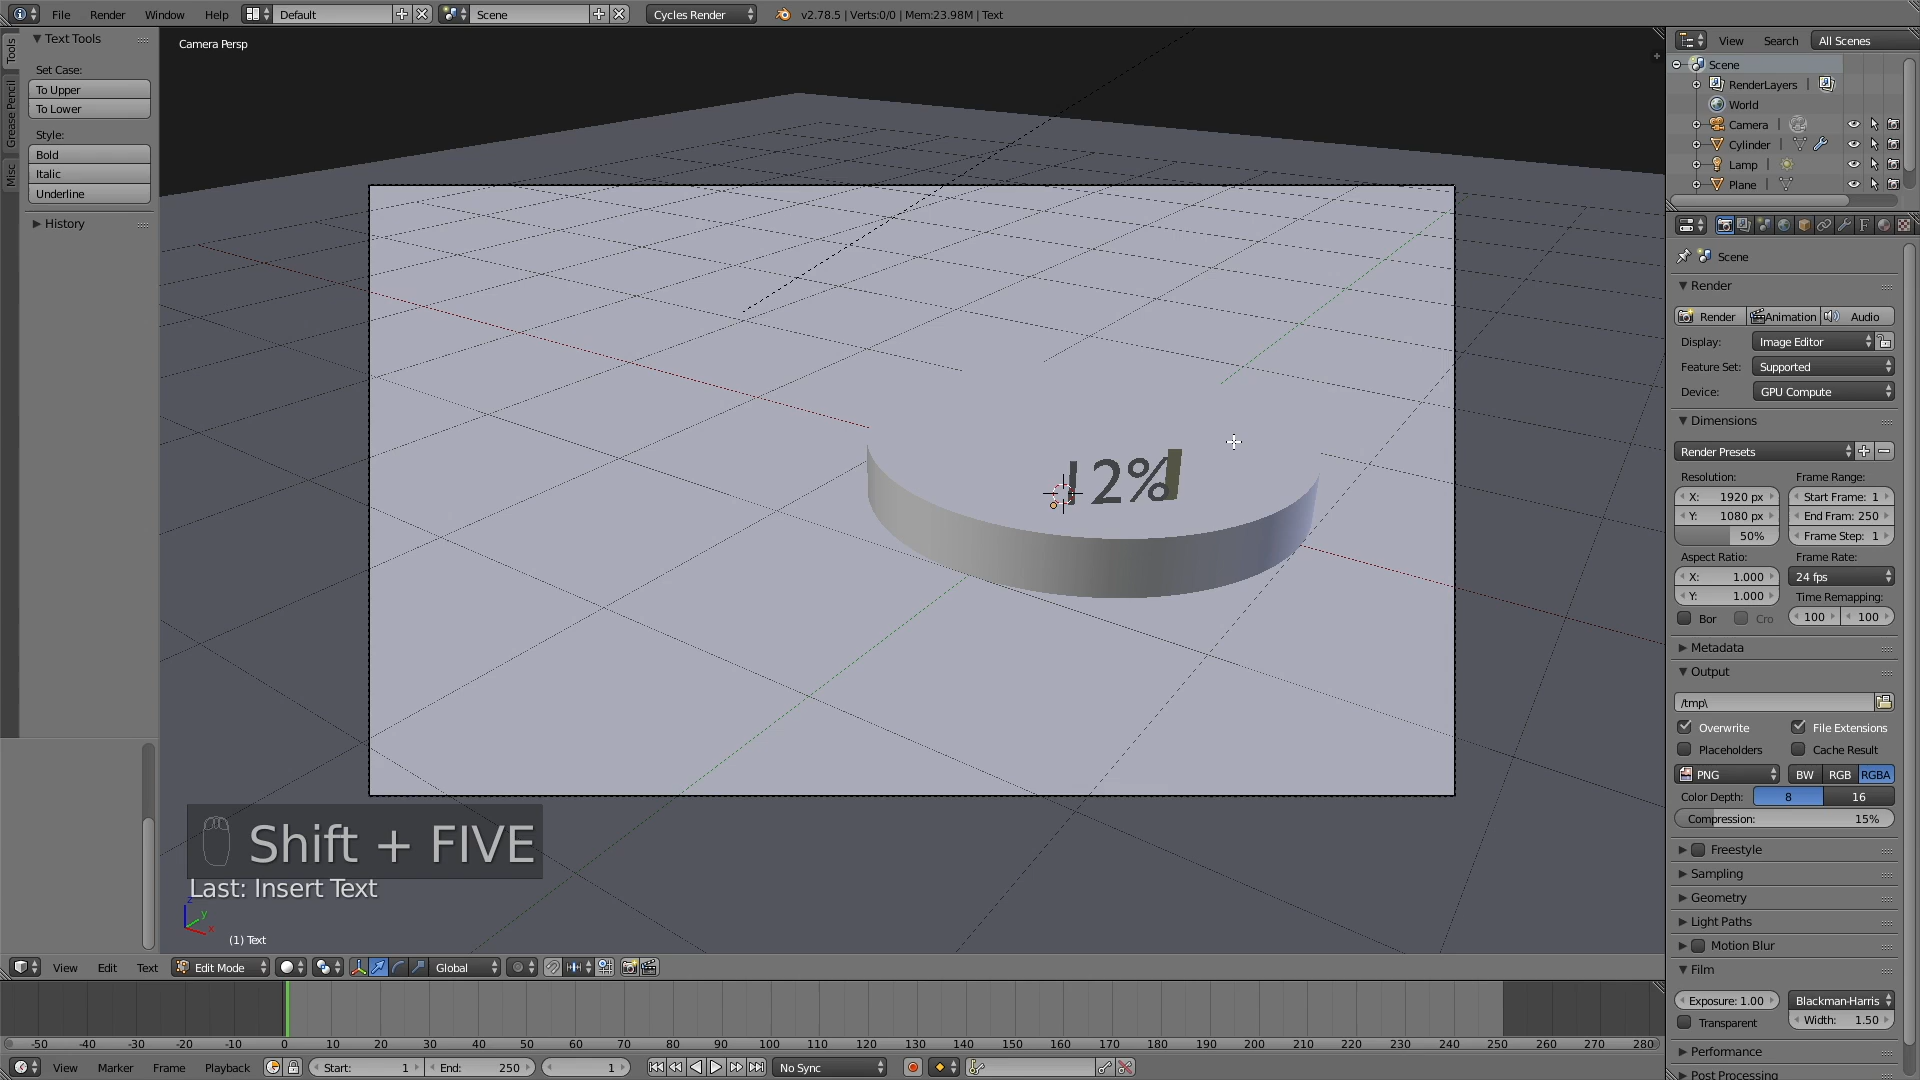 File Render Window Help Default Scene Cycles Render v2.78.5 | Verts:0/0 | Mem:23.98M | Text
Text Tools
Set Case:
To Upper
To Lower
Style:
Bold
Italic
Underline
History
Tools
Grease Pencil
Misc
Camera Persp
12%
Shift + FIVE
Last: Insert Text
z
y
x
(1) Text
View Edit Text Edit Mode Global
View Search All Scenes
Scene
RenderLayers |
World
Camera |
Cylinder |
Lamp |
Plane |
F
Scene
Render
Render Animation Audio
Display: Image Editor
Feature Set: Supported
Device: GPU Compute
Dimensions
Render Presets
Resolution: Frame Range:
X: 1920 px Start Frame: 1
Y: 1080 px End Fram: 250
50% Frame Step: 1
Aspect Ratio: Frame Rate:
X: 1.000 24 fps
Y: 1.000 Time Remapping:
Bor Cro 100 100
Metadata
Output
/tmp\
Overwrite File Extensions
Placeholders Cache Result
PNG BW RGB RGBA
Color Depth: 8 16
Compression: 15%
Freestyle
Sampling
Geometry
Light Paths
Motion Blur
Film
Exposure: 1.00 Blackman-Harris
Transparent Width: 1.50
Performance
Post Processing
-50 -40 -30 -20 -10 0 10 20 30 40 50 60 70 80 90 100 110 120 130 140 150 160 170 180 190 200 210 220 230 240 250 260 270 280
View Marker Frame Playback Start: 1 End: 250 1 No Sync